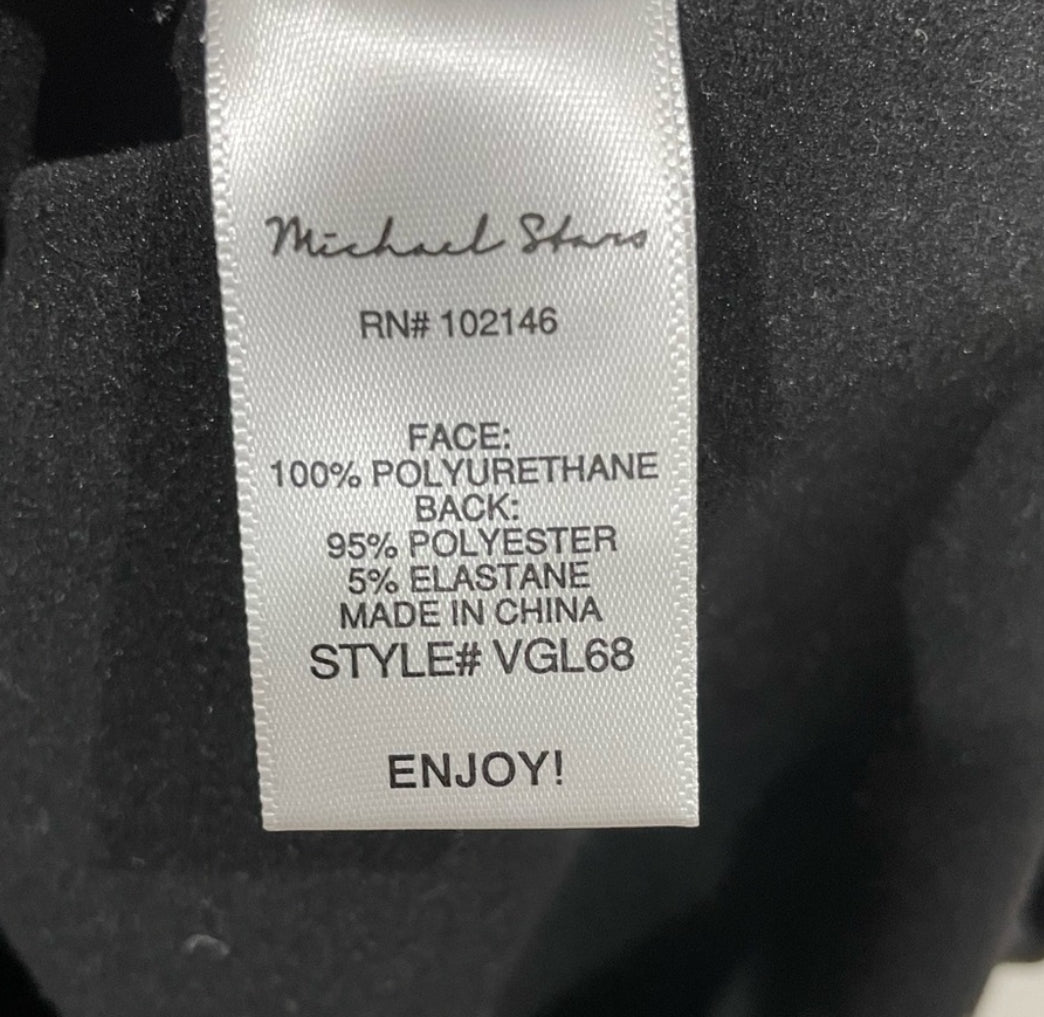 Michael Stars
RN# 102146
FACE:
100% POLYURETHANE
BACK:
95% POLYESTER
5% ELASTANE
MADE IN CHINA
STYLE# VGL68
ENJOY!